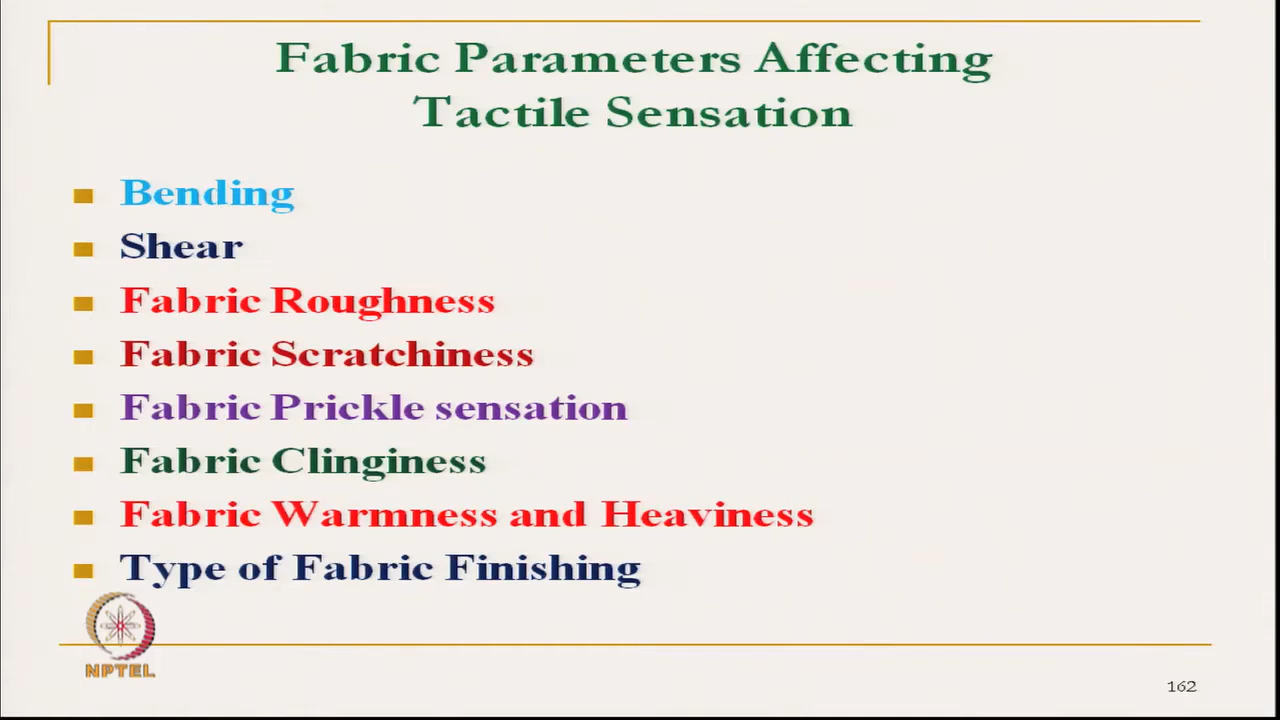 Fabric Parameters Affecting
Tactile Sensation
Bending
Shear
Fabric Roughness
Fabric Scratchiness
Fabric Prickle sensation
Fabric Clinginess
Fabric Warmness and Heaviness
Type of Fabric Finishing
NPTEL
162